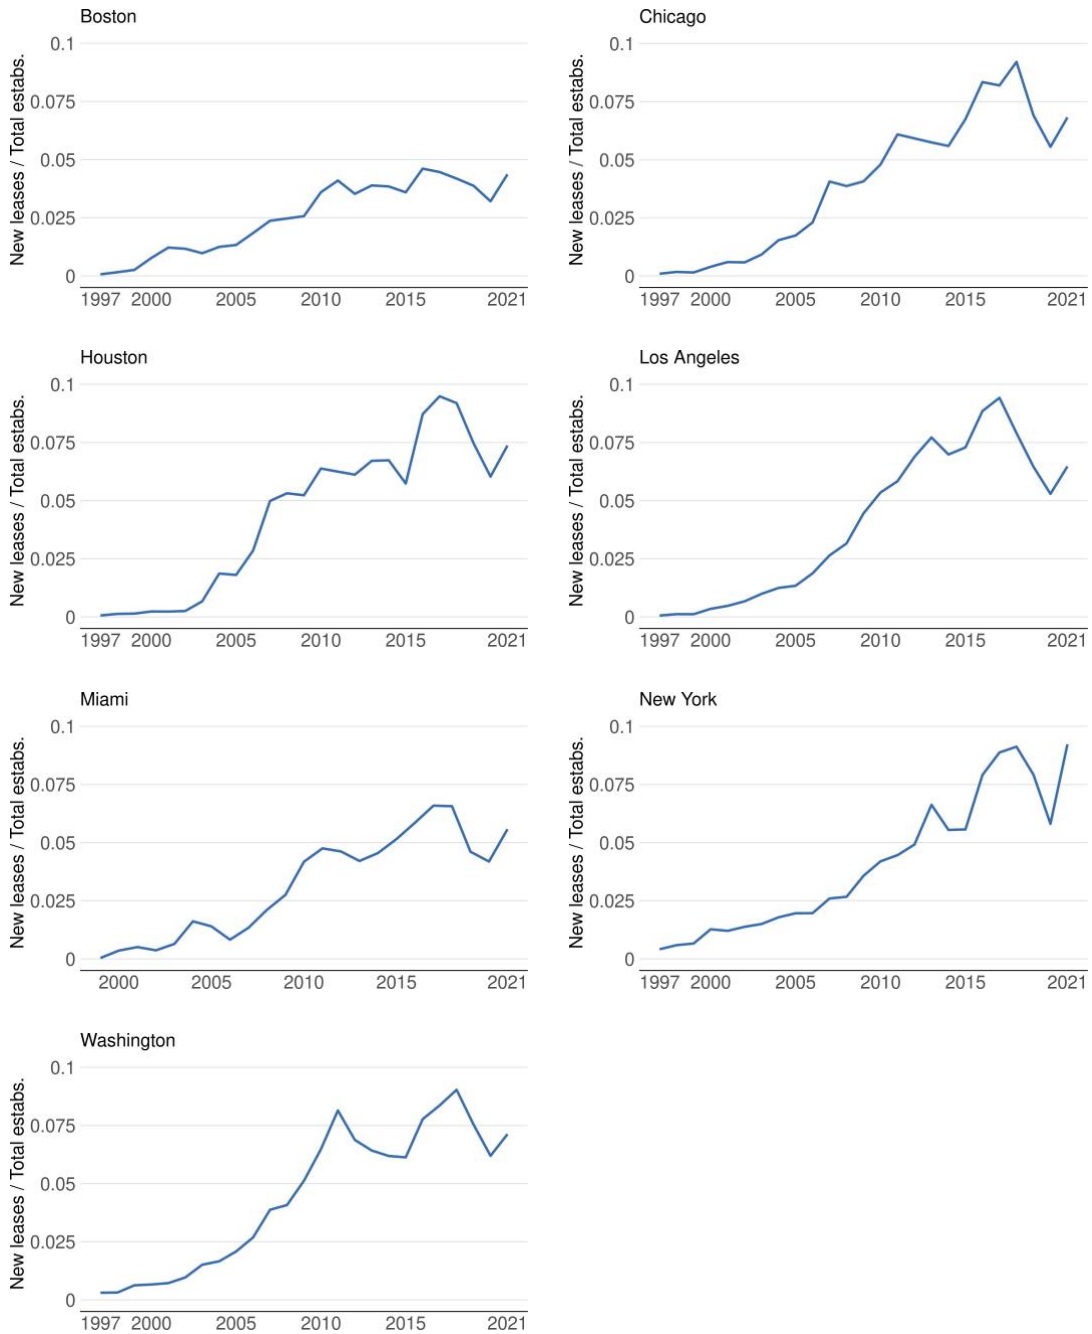 Boston
New leases / Total estabs.
0.1
0.075
0.05
0.025
0
1997 2000 2005 2010 2015 2021
Chicago
New leases / Total estabs.
0.1
0.075
0.05
0.025
0
1997 2000 2005 2010 2015 2021
Houston
New leases / Total estabs.
0.1
0.075
0.05
0.025
0
1997 2000 2005 2010 2015 2021
Los Angeles
New leases / Total estabs.
0.1
0.075
0.05
0.025
0
1997 2000 2005 2010 2015 2021
Miami
New leases / Total estabs.
0.1
0.075
0.05
0.025
0
2000 2005 2010 2015 2021
New York
New leases / Total estabs.
0.1
0.075
0.05
0.025
0
1997 2000 2005 2010 2015 2021
Washington
New leases / Total estabs.
0.1
0.075
0.05
0.025
0
1997 2000 2005 2010 2015 2021